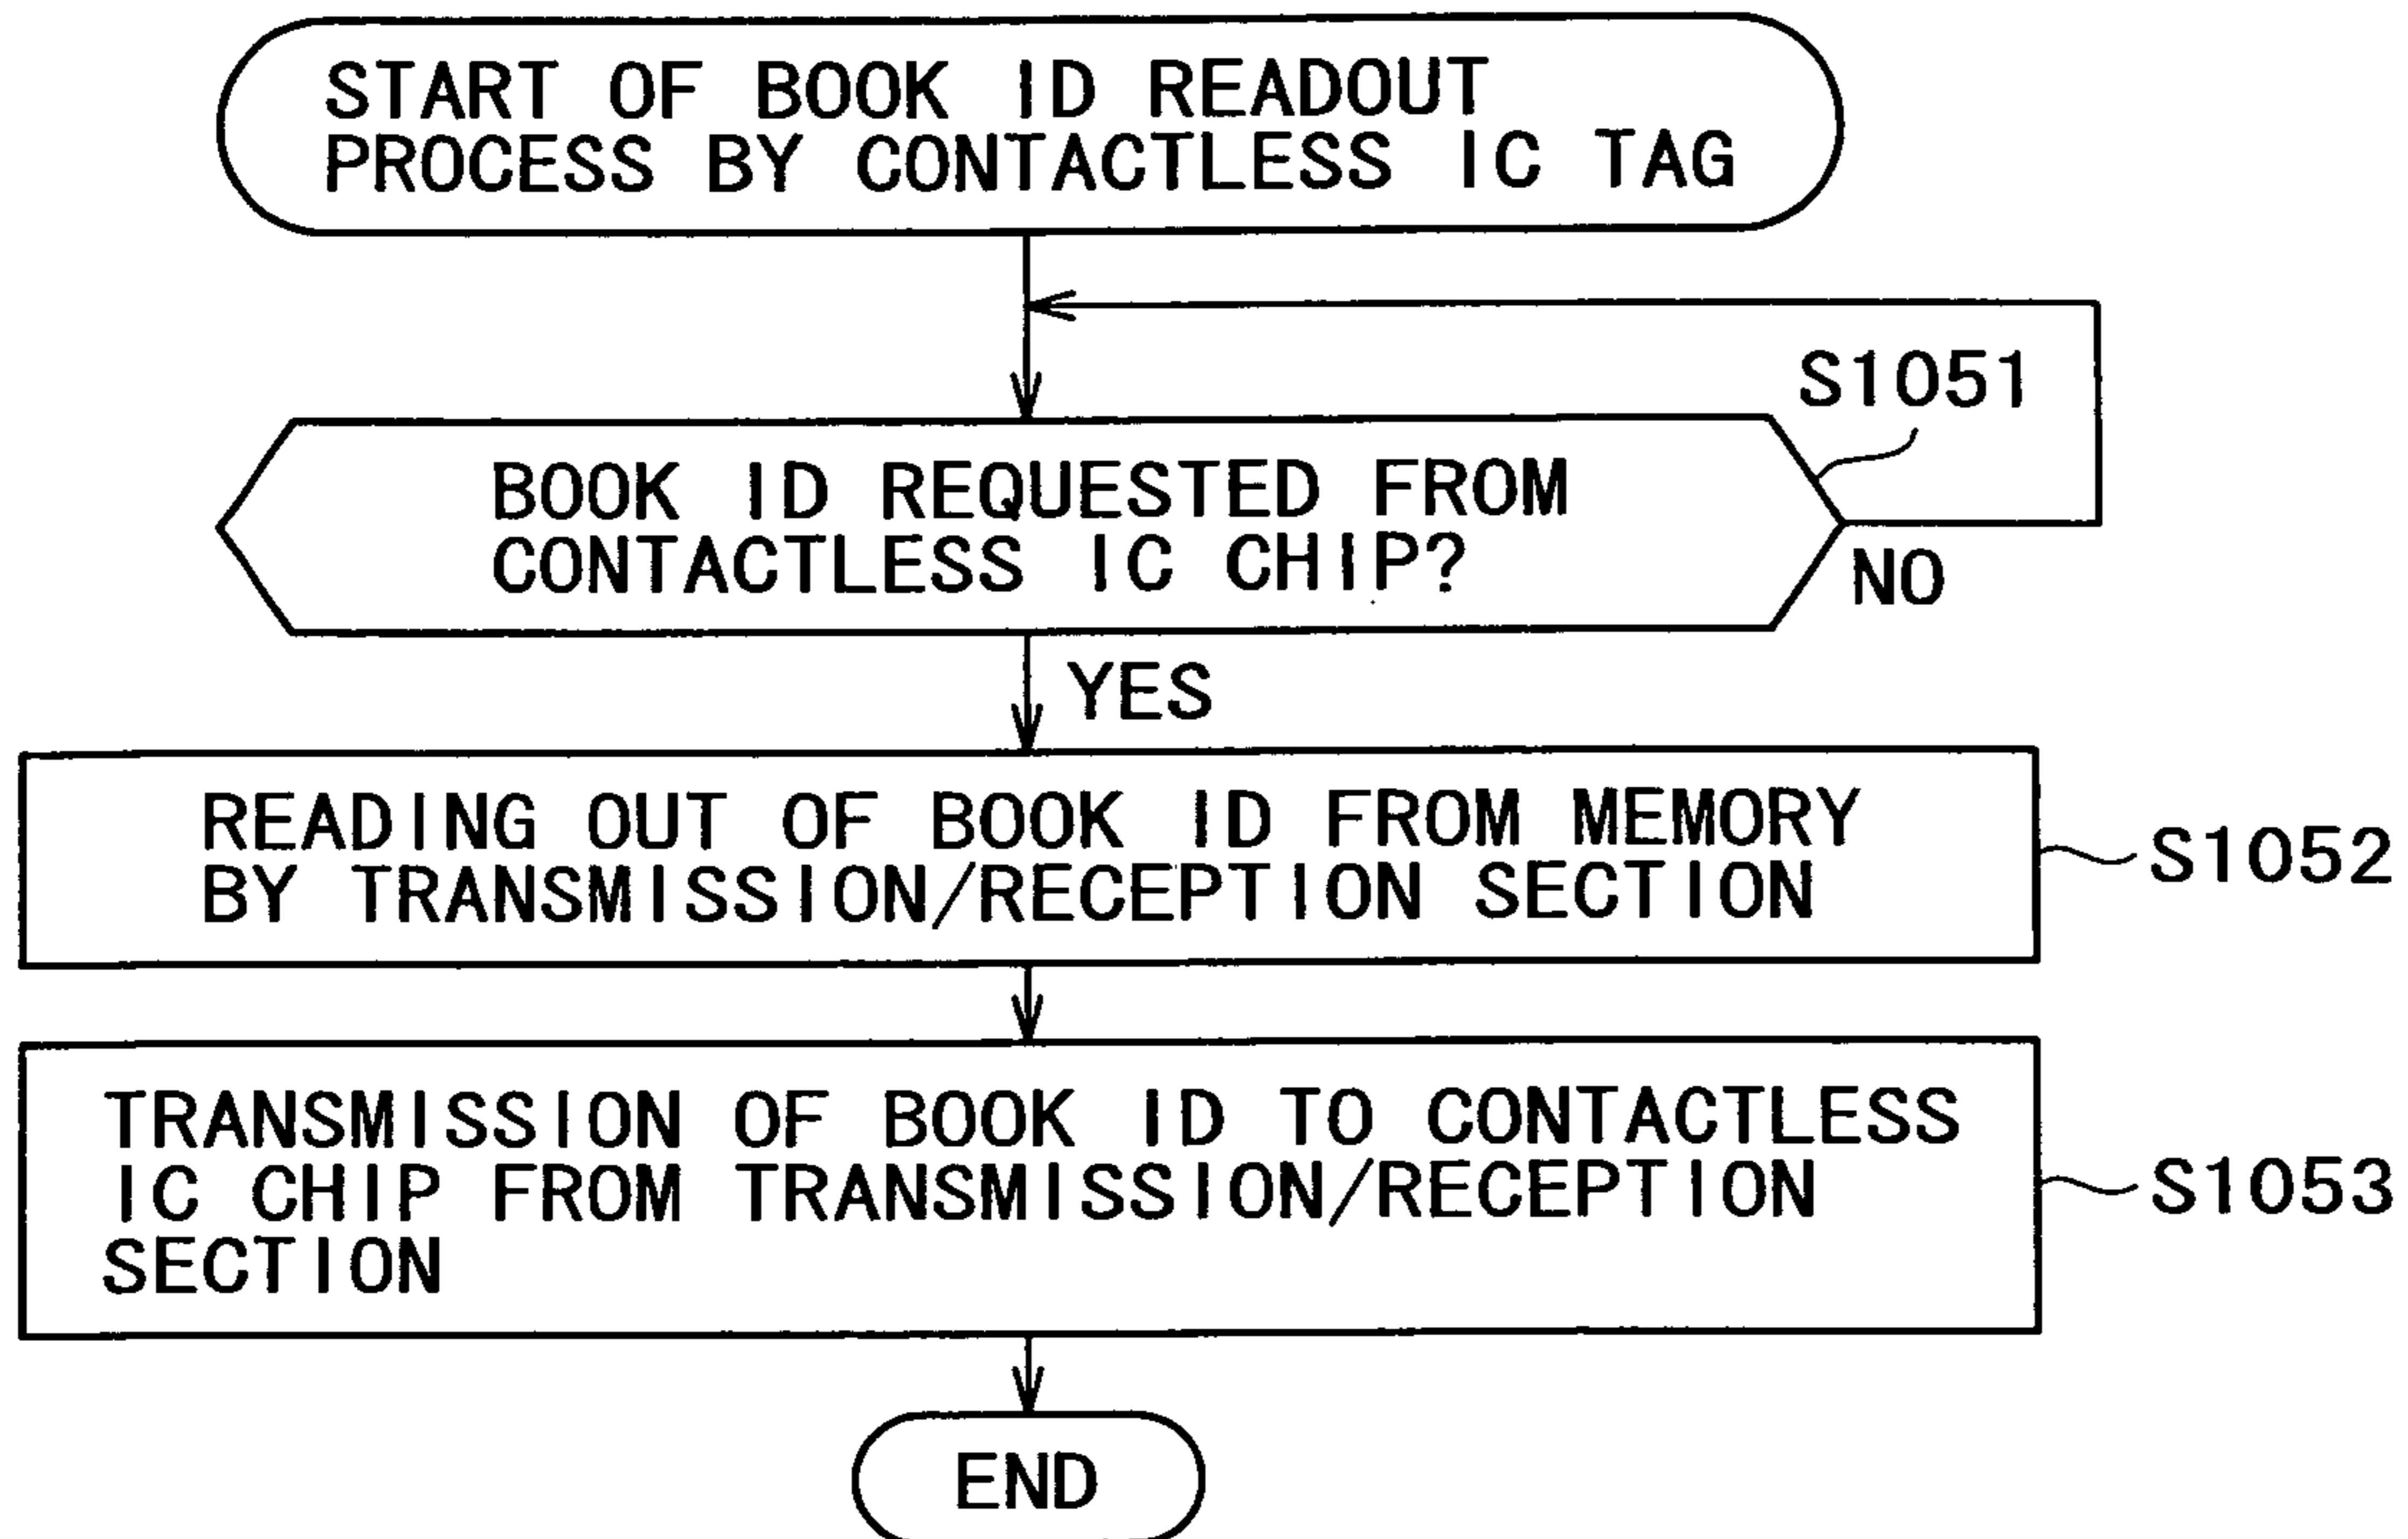 START OF BOOK ID READOUT
PROCESS BY CONTACTLESS IC TAG
S1051
BOOK ID REQUESTED FROM
CONTACTLESS IC CHIP?
NO
YES
READING OUT OF BOOK ID FROM MEMORY
BY TRANSMISSION/RECEPTION SECTION
S1052
TRANSMISSION OF BOOK ID TO CONTACTLESS
IC CHIP FROM TRANSMISSION/RECEPTION
SECTION
S1053
END